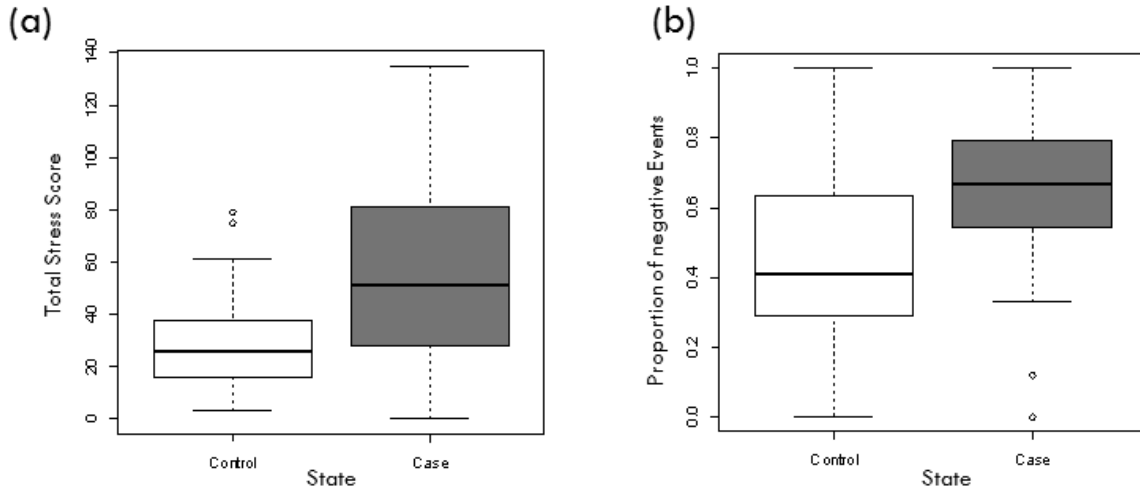 (a)
Total Stress Score
140
120
100
80
60
40
20
0
Control
Case
State
(b)
Proportion of negative Events
1.0
0.8
0.6
0.4
0.2
0.0
Control
Case
State